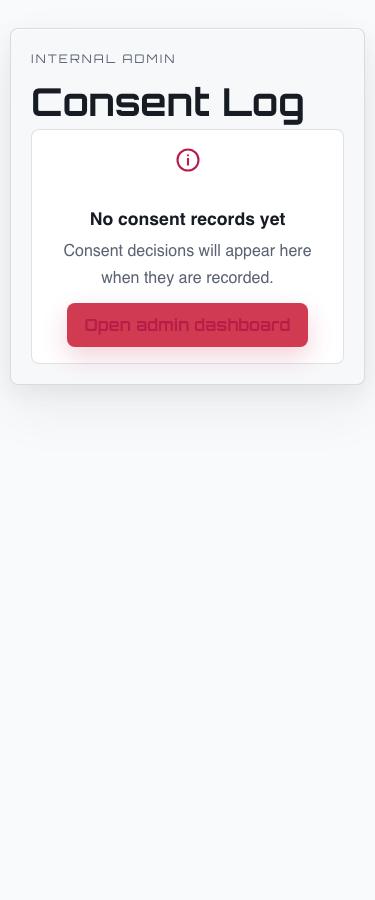 INTERNAL ADMIN
Consent Log
No consent records yet
Consent decisions will appear here
when they are recorded.
Open admin dashboard